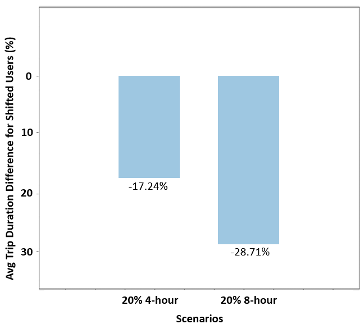 Avg Trip Duration Difference for Shifted Users (%)
0
10
20
30
-17.24%
-28.71%
20% 4-hour 20% 8-hour
Scenarios